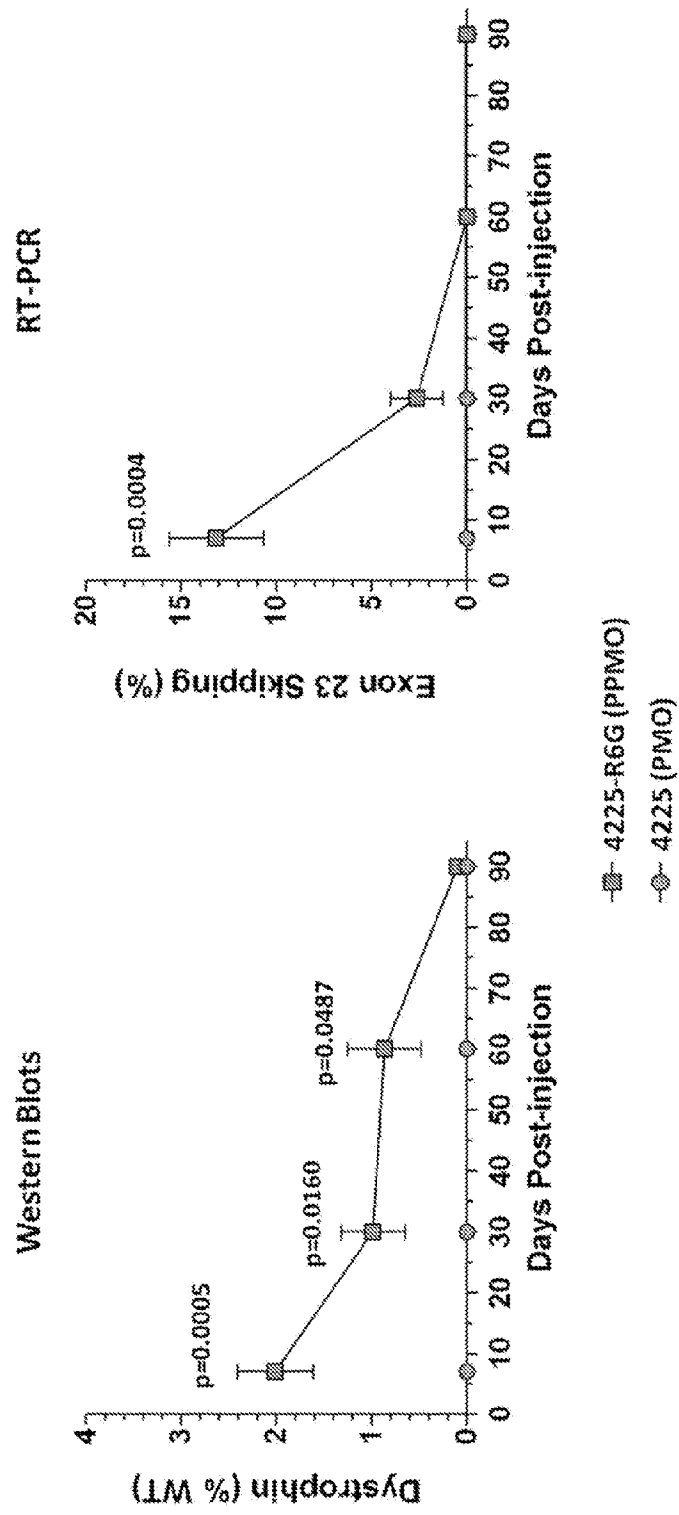 Western Blots
Dystrophin (% WT)
4
3
2
1
0
p=0.0005
p=0.0160
p=0.0487
0 10 20 30 40 50 60 70 80 90
Days Post-injection
RT-PCR
Exon 23 Skipping (%)
20
15
10
5
0
p=0.0004
0 10 20 30 40 50 60 70 80 90
Days Post-injection
4225-R6G (PPMO)
4225 (PMO)